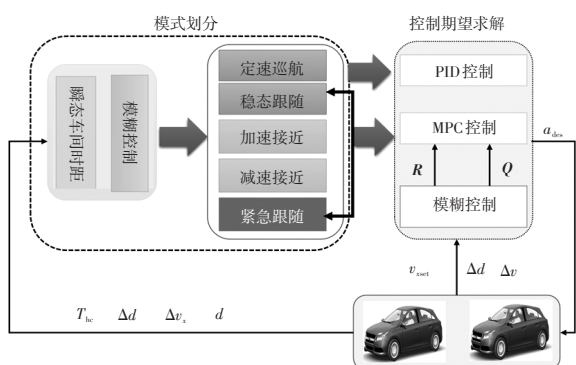 模式划分
控制期望求解
瞬态车间时距
模糊控制
定速巡航
稳态跟随
加速接近
减速接近
紧急跟随
PID控制
MPC控制
R Q
模糊控制
a_des
v_xset Δd Δv
T_hc Δd Δv_x d